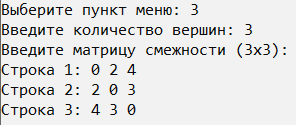 Выберите пункт меню: 3
Введите количество вершин: 3
Введите матрицу смежности (3x3):
Строка 1: 0 2 4
Строка 2: 2 0 3
Строка 3: 4 3 0